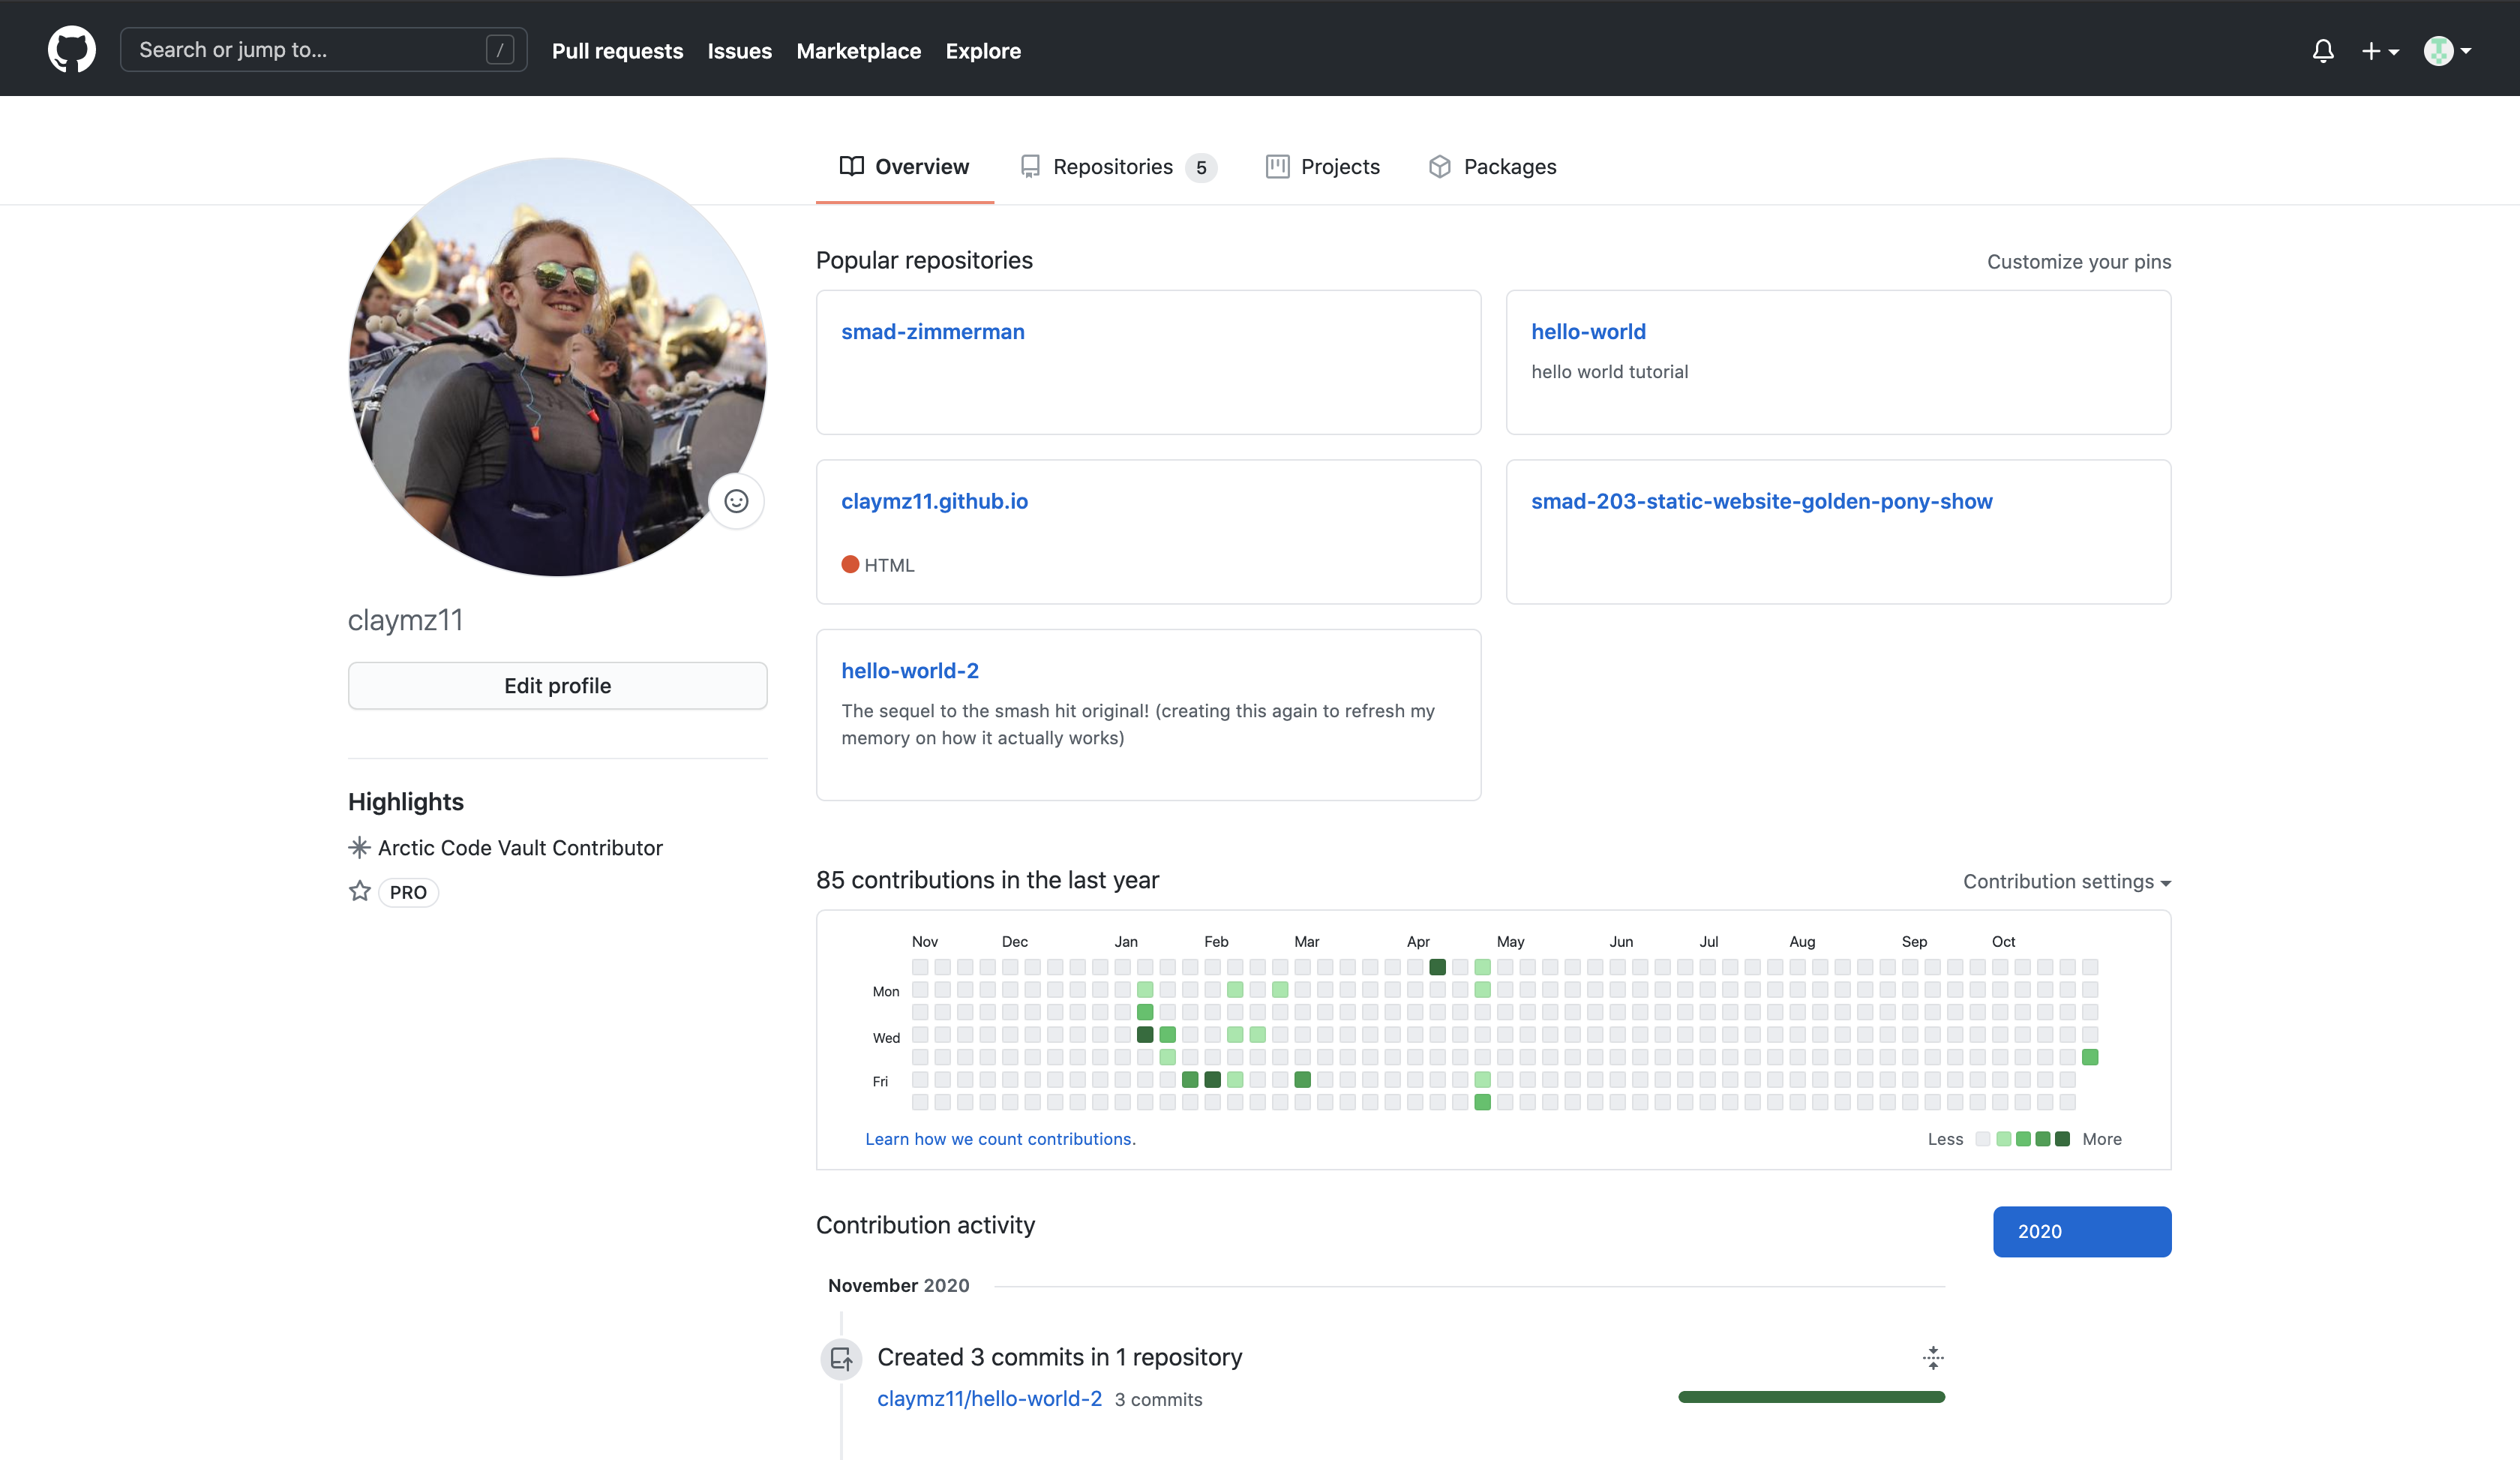 Search or jump to...
/
Pull requests
Issues
Marketplace
Explore
Overview
Repositories 5
Projects
Packages
claymz11
Edit profile
Highlights
Arctic Code Vault Contributor
PRO
Popular repositories
Customize your pins
smad-zimmerman
hello-world
hello world tutorial
claymz11.github.io
HTML
smad-203-static-website-golden-pony-show
hello-world-2
The sequel to the smash hit original! (creating this again to refresh my
memory on how it actually works)
85 contributions in the last year
Contribution settings
Nov Dec Jan Feb Mar Apr May Jun Jul Aug Sep Oct
Mon
Wed
Fri
Learn how we count contributions.
Less More
Contribution activity
2020
November 2020
Created 3 commits in 1 repository
claymz11/hello-world-2 3 commits